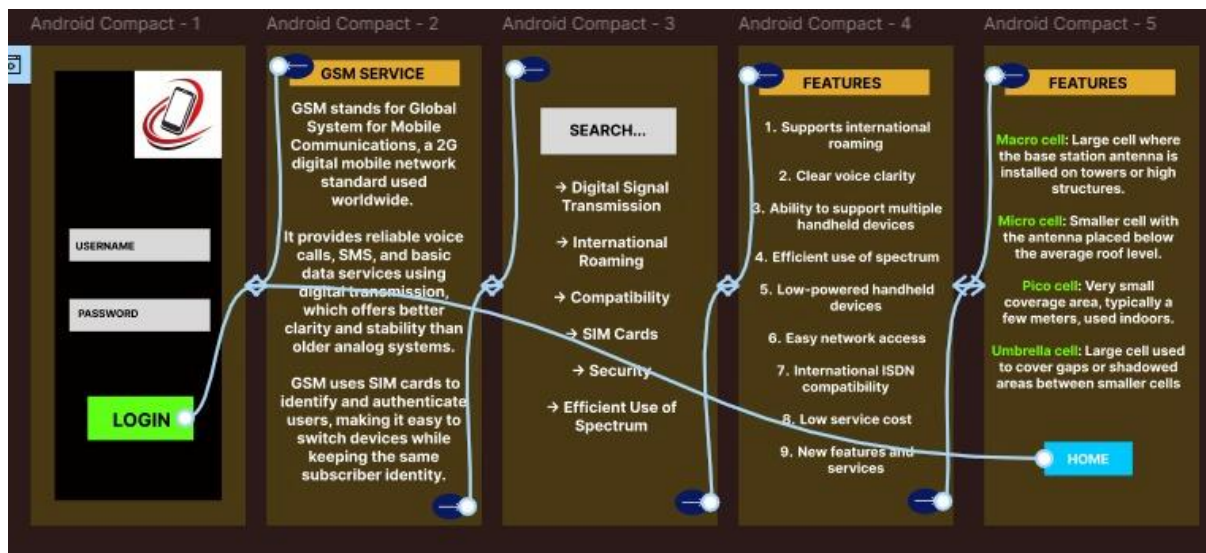 Android Compact - 1
USERNAME
PASSWORD
LOGIN
Android Compact - 2
GSM SERVICE
GSM stands for Global
System for Mobile
Communications, a 2G
digital mobile network
standard used
worldwide.
It provides reliable voice
calls, SMS, and basic
data services using
digital transmission,
which offers better
clarity and stability than
older analog systems.
GSM uses SIM cards to
identify and authenticate
users, making it easy to
switch devices while
keeping the same
subscriber identity.
Android Compact - 3
SEARCH...
→ Digital Signal
Transmission
→ International
Roaming
→ Compatibility
→ SIM Cards
→ Security
→ Efficient Use of
Spectrum
Android Compact - 4
FEATURES
1. Supports international
roaming
2. Clear voice clarity
3. Ability to support multiple
handheld devices
4. Efficient use of spectrum
5. Low-powered handheld
devices
6. Easy network access
7. International ISDN
compatibility
8. Low service cost
9. New features and
services
Android Compact - 5
FEATURES
Macro cell: Large cell where
the base station antenna is
installed on towers or high
structures.
Micro cell: Smaller cell with
the antenna placed below
the average roof level.
Pico cell: Very small
coverage area, typically a
few meters, used indoors.
Umbrella cell: Large cell used
to cover gaps or shadowed
areas between smaller cells
HOME